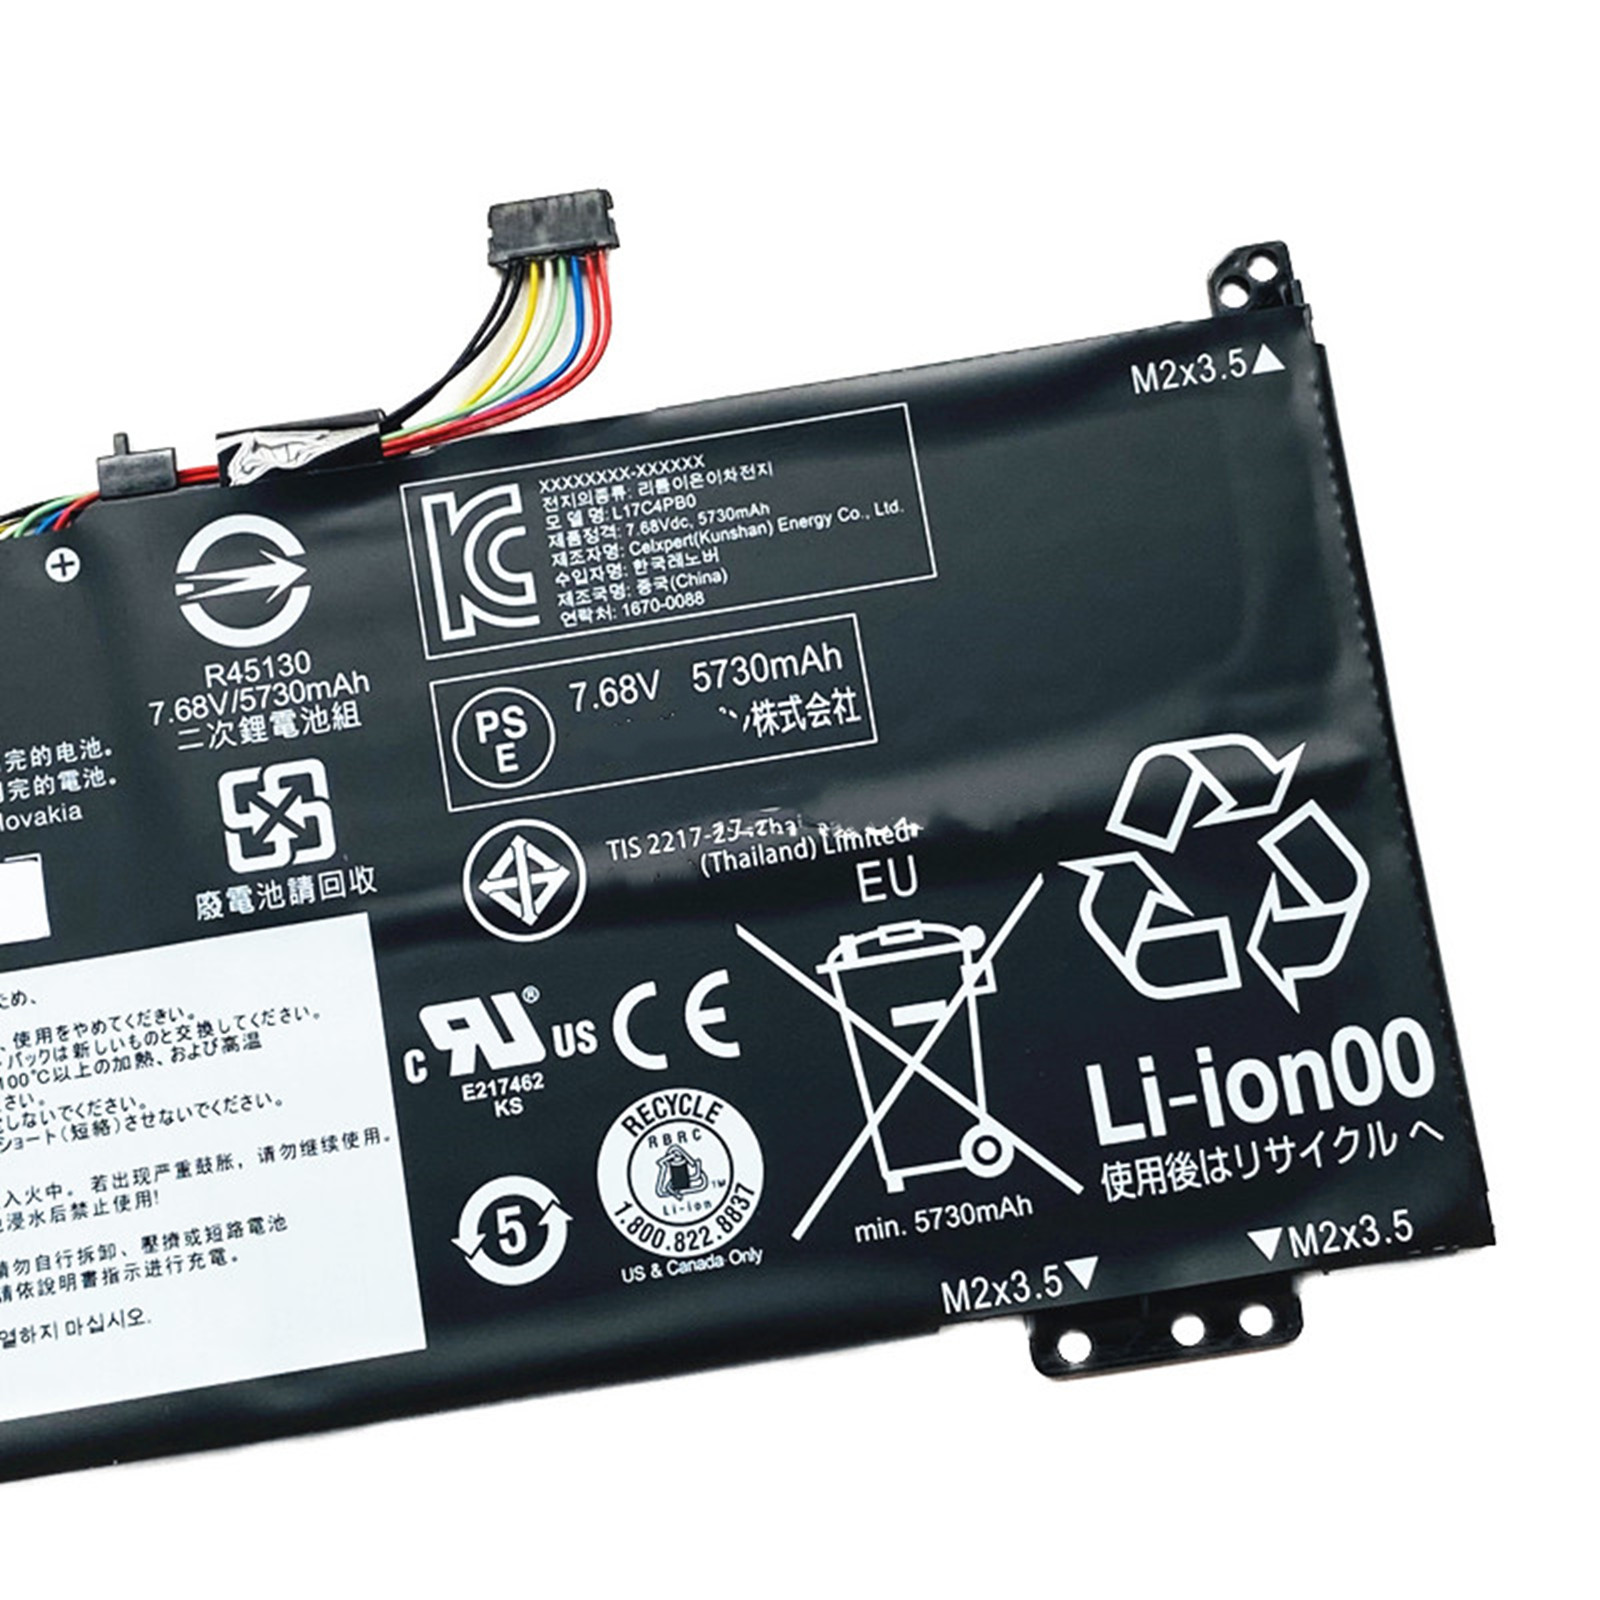 M2x3.5
XXXXXXXX-XXXXXX
전지의종류: 리튬이온이차전지
모 델 명: L17C4PB0
제품정격: 7.68Vdc, 5730mAh
제조자명: Celxpert(Kunshan) Energy Co., Ltd.
수입자명: 한국레노버
제조국명: 중국(China)
연락처: 1670-0088
R45130
7.68V/5730mAh
二次鋰電池組
PS
E
7.68V 5730mAh
株式会社
完的电池。
完的電池。
lovakia
廢電池請回收
TIS 2217-
(Thailand) Limited
EU
ため、
、使用をやめてください。
パックは新しいものと交換してください。
100℃以上の加熱、および高温
さい。
しないでください。
ショート(短絡)させないでください。
入火中。若出现严重鼓胀，请勿继续使用。
浸水后禁止使用!
請勿自行拆卸、壓擠或短路電池
請依說明書指示进行充電。
열하지 마십시오.
C
US
E217462
KS
CE
5
RECYCLE
RBRC
Li-ion
TM
1.800.822.8837
US & Canada Only
min. 5730mAh
Li-ion00
使用後はリサイクルへ
M2x3.5
M2x3.5